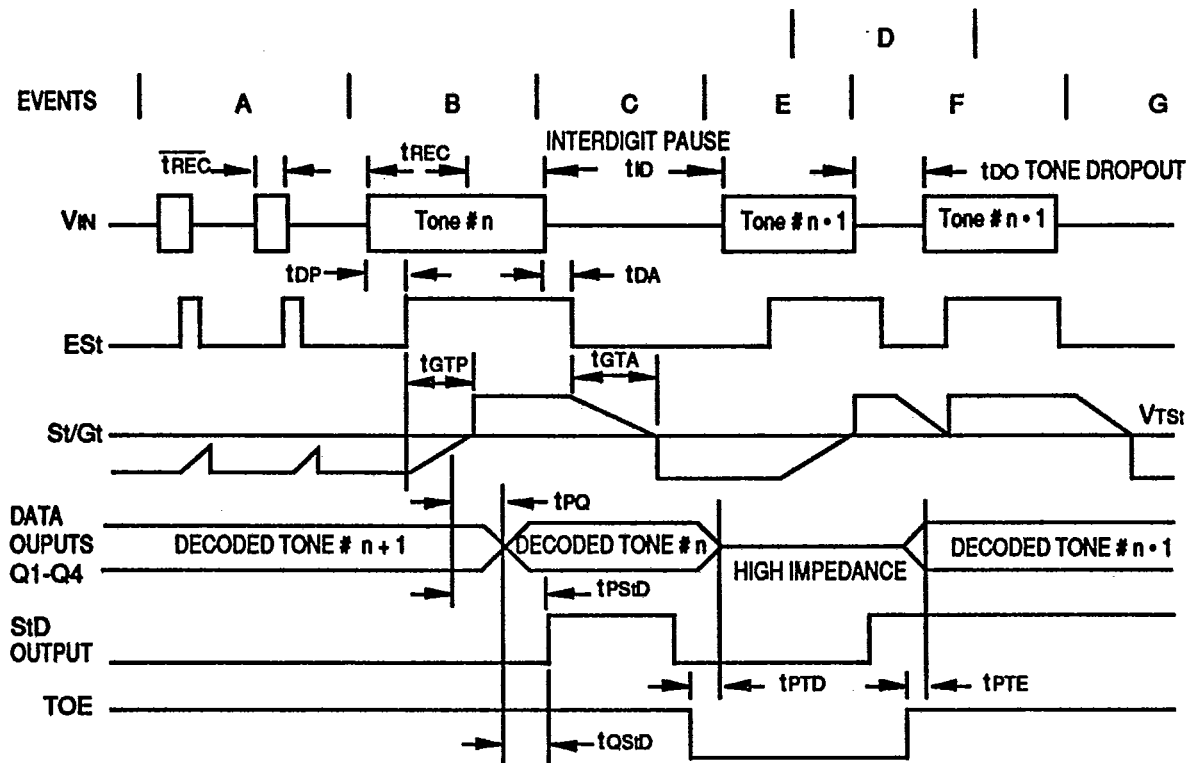 D
EVENTS A B C E F G
INTERDIGIT PAUSE
tREC tREC tID tDO TONE DROPOUT
VIN Tone # n Tone # n • 1 Tone # n • 1
tDP tDA
ESt
tGTP tGTA
St/Gt VTSt
tPQ
DATA
OUPUTS DECODED TONE # n + 1 DECODED TONE # n DECODED TONE # n • 1
Q1-Q4 HIGH IMPEDANCE
tPStD
StD
OUTPUT
tPTD tPTE
TOE
tQStD